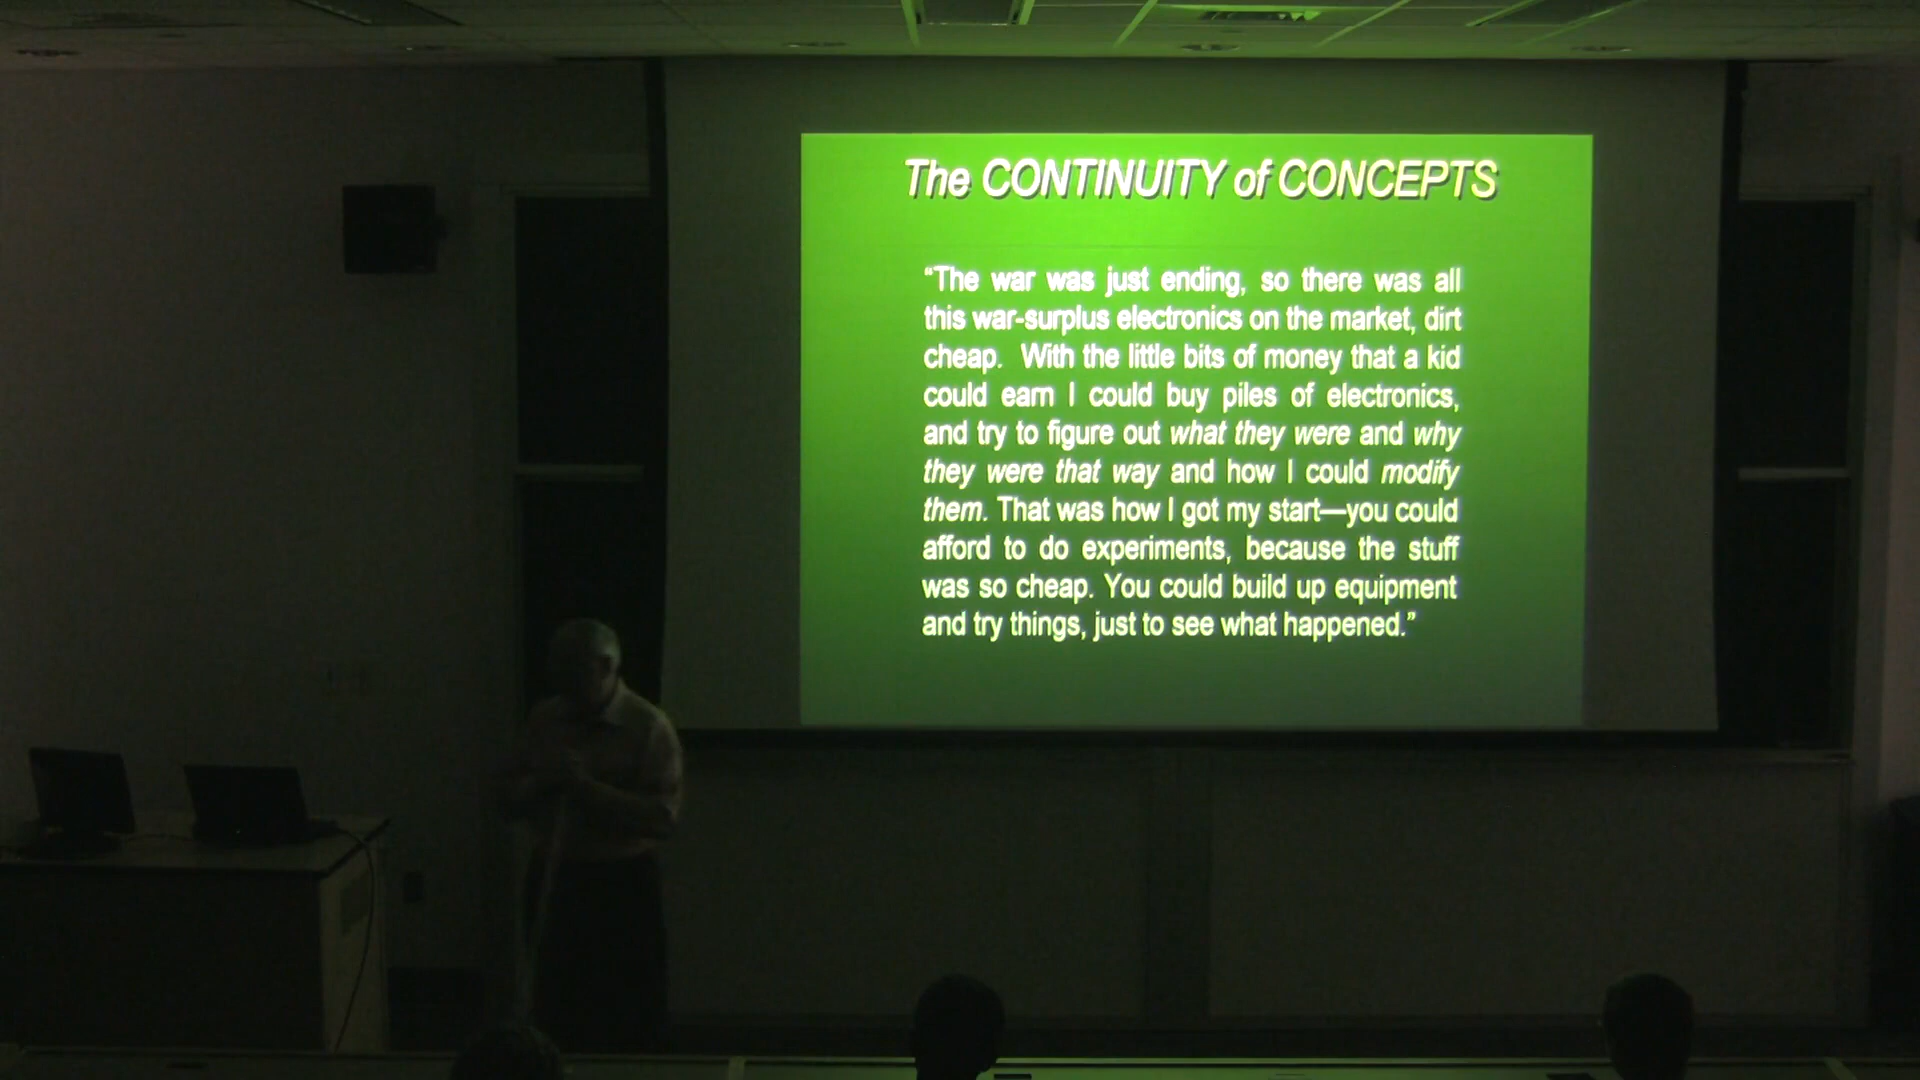 The CONTINUITY of CONCEPTS
“The war was just ending, so there was all
this war-surplus electronics on the market, dirt
cheap. With the little bits of money that a kid
could earn I could buy piles of electronics,
and try to figure out what they were and why
they were that way and how I could modify
them. That was how I got my start—you could
afford to do experiments, because the stuff
was so cheap. You could build up equipment
and try things, just to see what happened.”